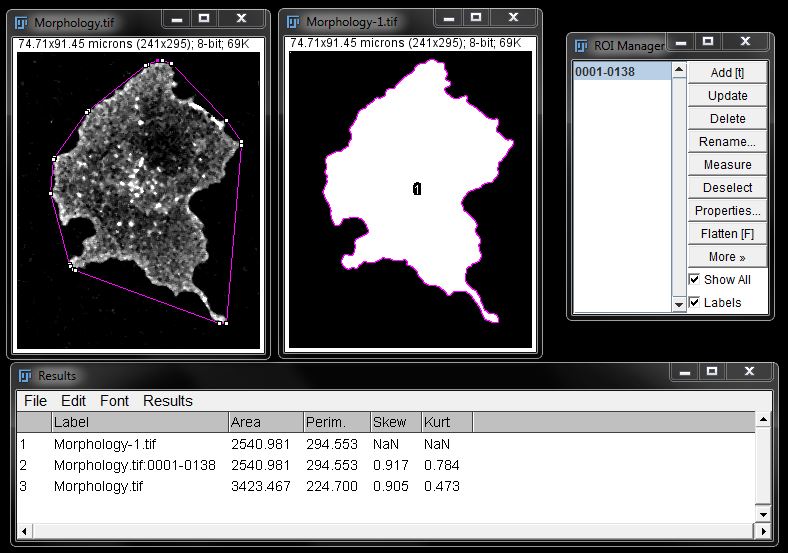 Morphology.tif
74.71x91.45 microns (241x295); 8-bit; 69K
Morphology-1.tif
74.71x91.45 microns (241x295); 8-bit; 69K
1
ROI Manager
0001-0138
Add [t]
Update
Delete
Rename...
Measure
Deselect
Properties...
Flatten [F]
More »
Show All
Labels
Results
File Edit Font Results
Label Area Perim. Skew Kurt
1 Morphology-1.tif 2540.981 294.553 NaN NaN
2 Morphology.tif:0001-0138 2540.981 294.553 0.917 0.784
3 Morphology.tif 3423.467 224.700 0.905 0.473